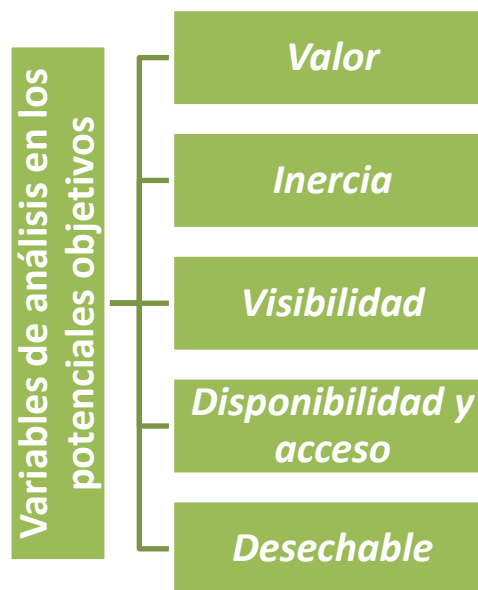 Variables de análisis en los
potenciales objetivos
Valor
Inercia
Visibilidad
Disponibilidad y
acceso
Desechable